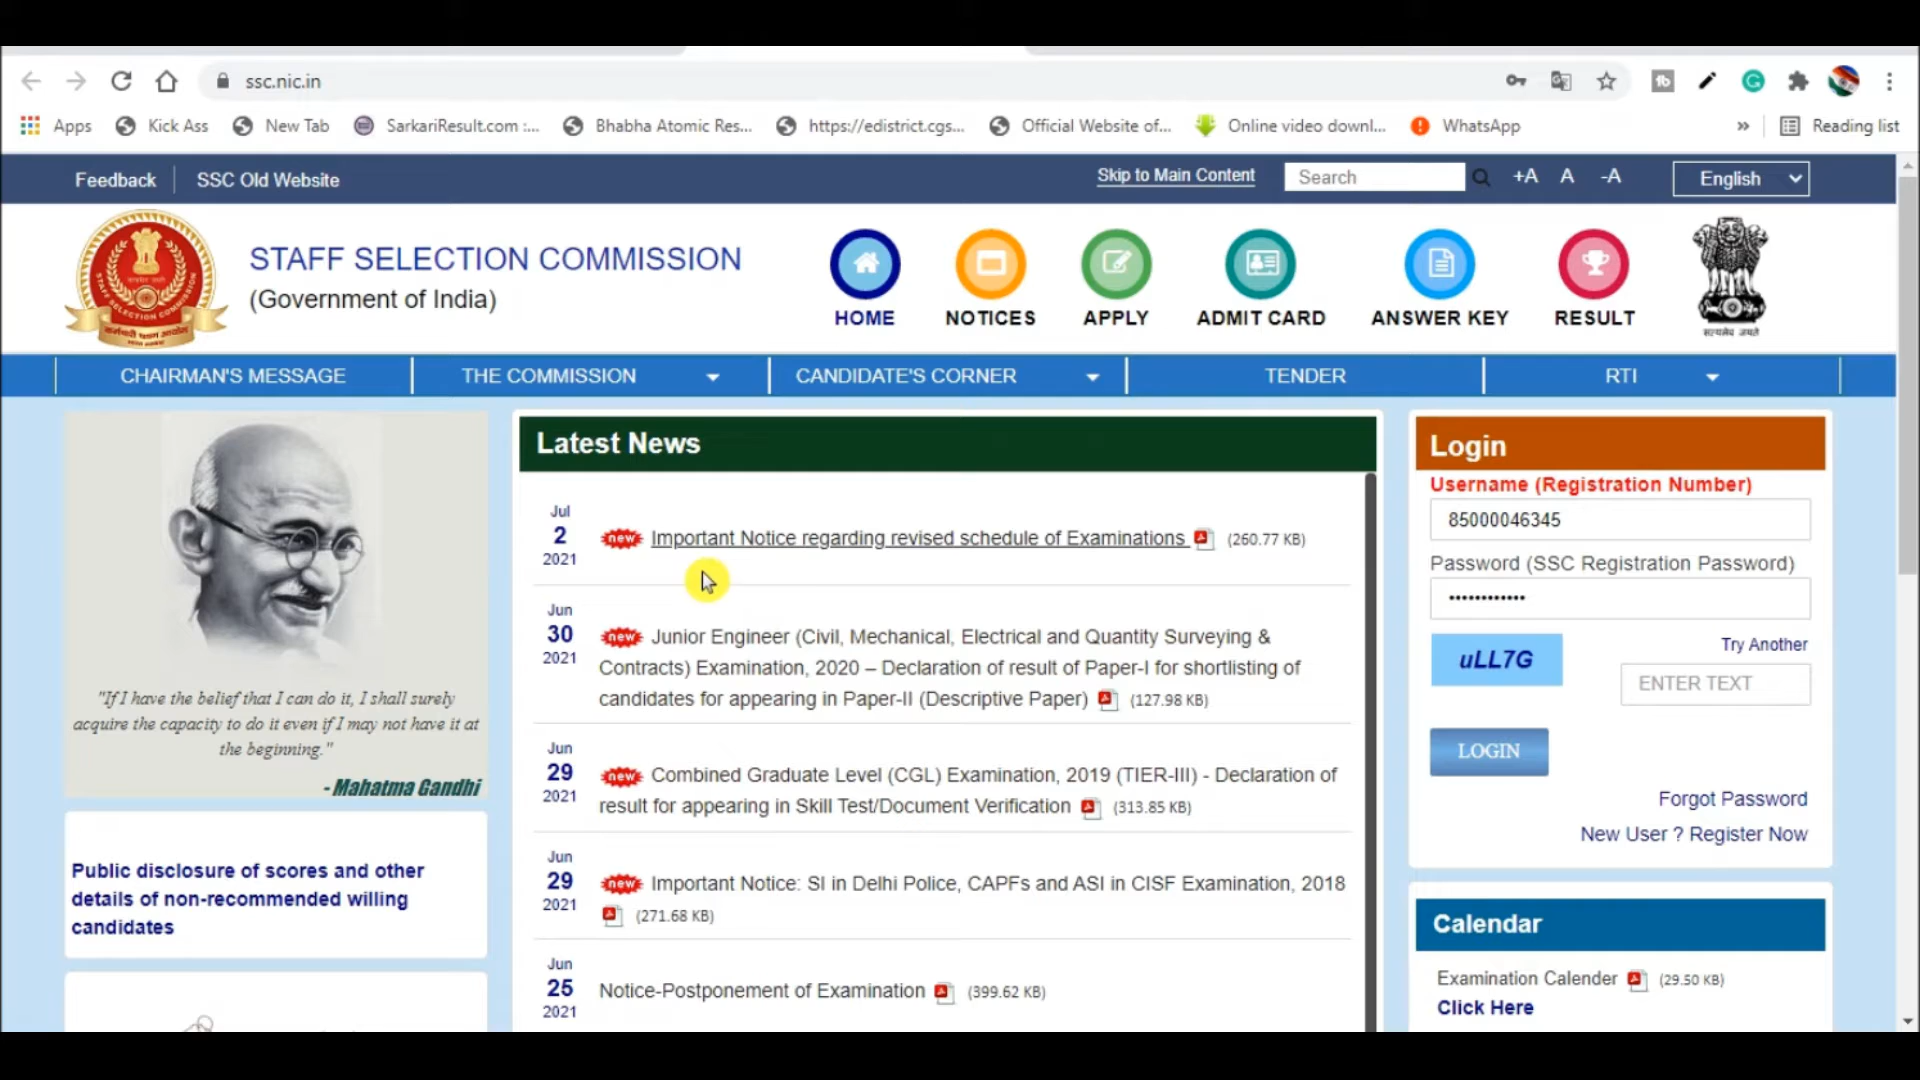 ssc.nic.in
Apps Kick Ass New Tab SarkariResult.com :... Bhabha Atomic Res... https://edistrict.cgs... Official Website of... Online video downl... WhatsApp » Reading list
Feedback SSC Old Website Skip to Main Content Search +A A -A English
STAFF SELECTION COMMISSION
(Government of India)
HOME NOTICES APPLY ADMIT CARD ANSWER KEY RESULT
सत्यमेव जयते
CHAIRMAN'S MESSAGE THE COMMISSION CANDIDATE'S CORNER TENDER RTI
"If I have the belief that I can do it, I shall surely
acquire the capacity to do it even if I may not have it at
the beginning."
- Mahatma Gandhi
Public disclosure of scores and other
details of non-recommended willing
candidates
Latest News
Jul
2
2021
new Important Notice regarding revised schedule of Examinations (260.77 KB)
Jun
30
2021
new Junior Engineer (Civil, Mechanical, Electrical and Quantity Surveying &
Contracts) Examination, 2020 – Declaration of result of Paper-I for shortlisting of
candidates for appearing in Paper-II (Descriptive Paper) (127.98 KB)
Jun
29
2021
new Combined Graduate Level (CGL) Examination, 2019 (TIER-III) - Declaration of
result for appearing in Skill Test/Document Verification (313.85 KB)
Jun
29
2021
new Important Notice: SI in Delhi Police, CAPFs and ASI in CISF Examination, 2018
(271.68 KB)
Jun
25
2021
Notice-Postponement of Examination (399.62 KB)
Login
Username (Registration Number)
85000046345
Password (SSC Registration Password)
••••••••••••
uLL7G
Try Another
ENTER TEXT
LOGIN
Forgot Password
New User ? Register Now
Calendar
Examination Calender (29.50 KB)
Click Here